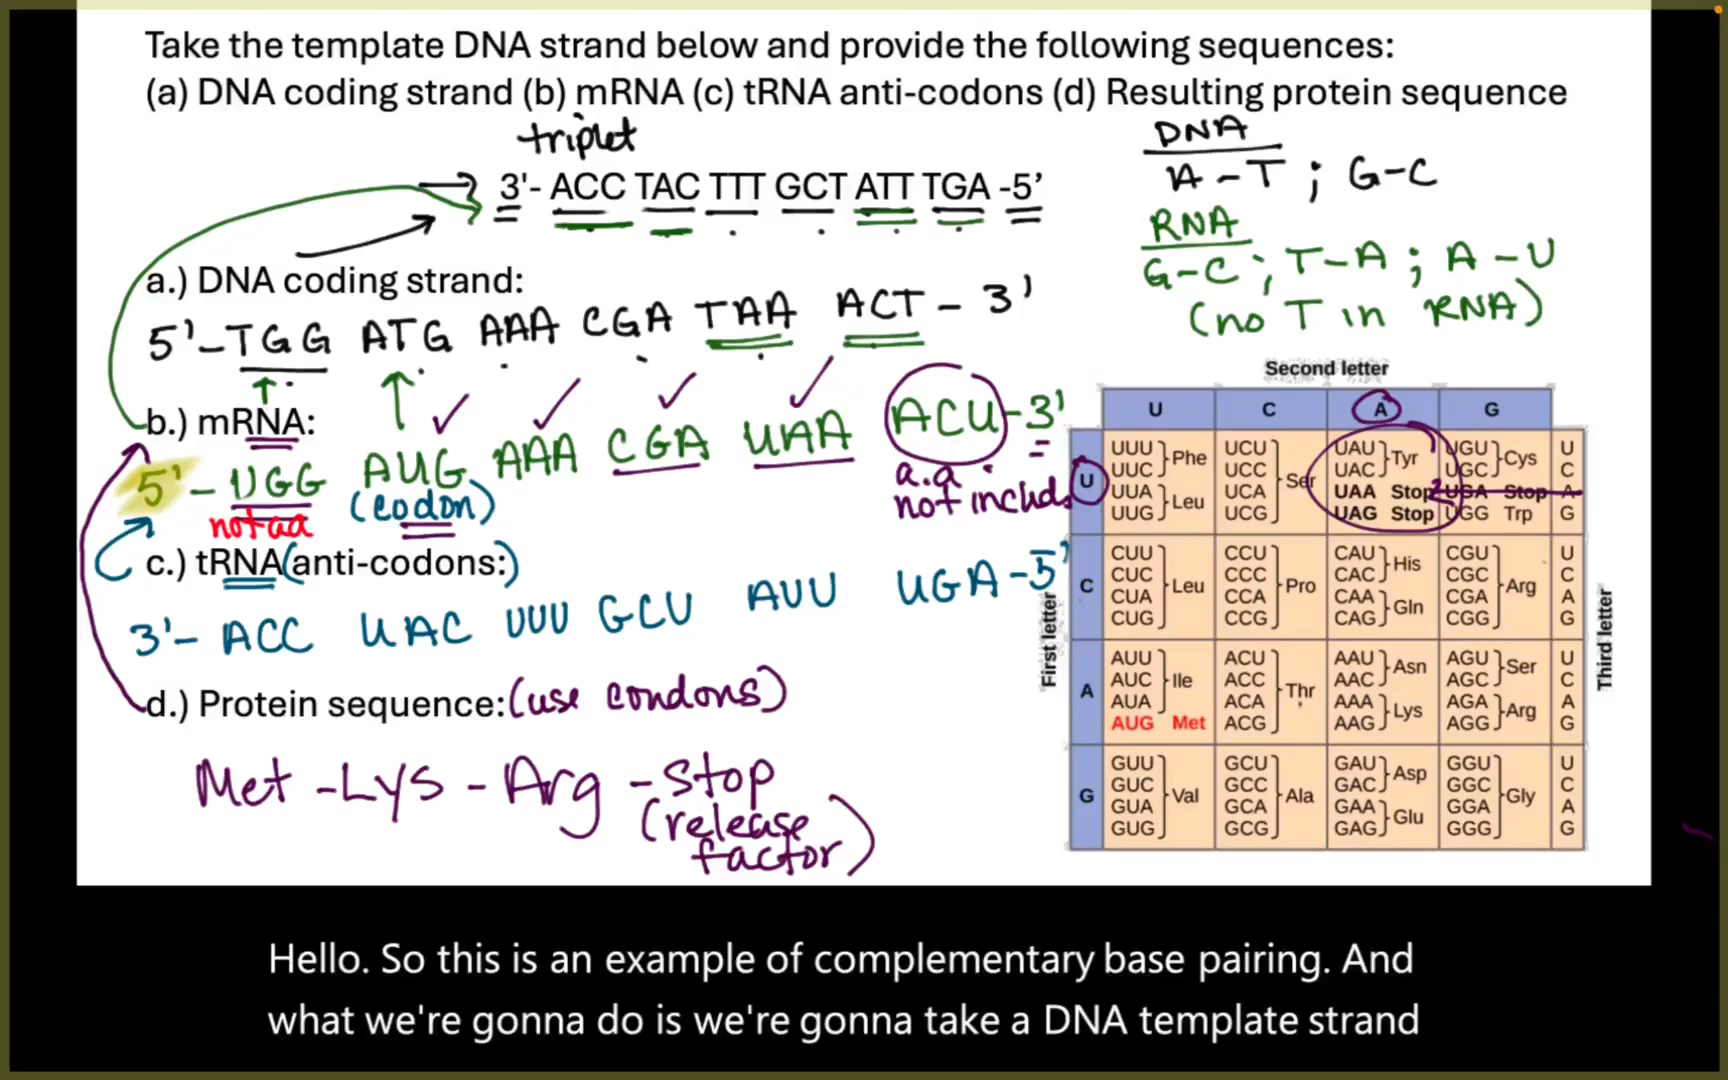 Take the template DNA strand below and provide the following sequences:
(a) DNA coding strand (b) mRNA (c) tRNA anti-codons (d) Resulting protein sequence
triplet
3'- ACC TAC TTT GCT ATT TGA -5’
DNA
A - T ; G-C
RNA
G-C ; T-A ; A - U
(no T in RNA)
a.) DNA coding strand:
5'-TGG ATG AAA CGA TAA ACT - 3'
b.) mRNA:
5' - UGG AUG AAA CGA UAA ACU-3'
not aa
(codon)
a.a
not includ
c.) tRNA(anti-codons:)
3'- ACC UAC UUU GCU AUU UGA-5'
d.) Protein sequence:(use condons)
Met -Lys - Arg - Stop
(release
factor)
Second letter
U C A G
First letter
Third letter
U
UUU UUC Phe UCU UCC UCA UCG Ser UAU UAC Tyr UGU UGC Cys U C
UUA UUG Leu UAA Stop UAG Stop UGA Stop UGG Trp A G
C
CUU CUC CUA CUG Leu CCU CCC CCA CCG Pro CAU CAC His CGU CGC CGA CGG Arg U C
CAA CAG Gln A G
A
AUU AUC AUA Ile ACU ACC ACA ACG Thr AAU AAC Asn AGU AGC Ser U C
AUG Met AAA AAG Lys AGA AGG Arg A G
G
GUU GUC GUA GUG Val GCU GCC GCA GCG Ala GAU GAC Asp GGU GGC GGA GGG Gly U C
GAA GAG Glu A G
Hello. So this is an example of complementary base pairing. And
what we're gonna do is we're gonna take a DNA template strand